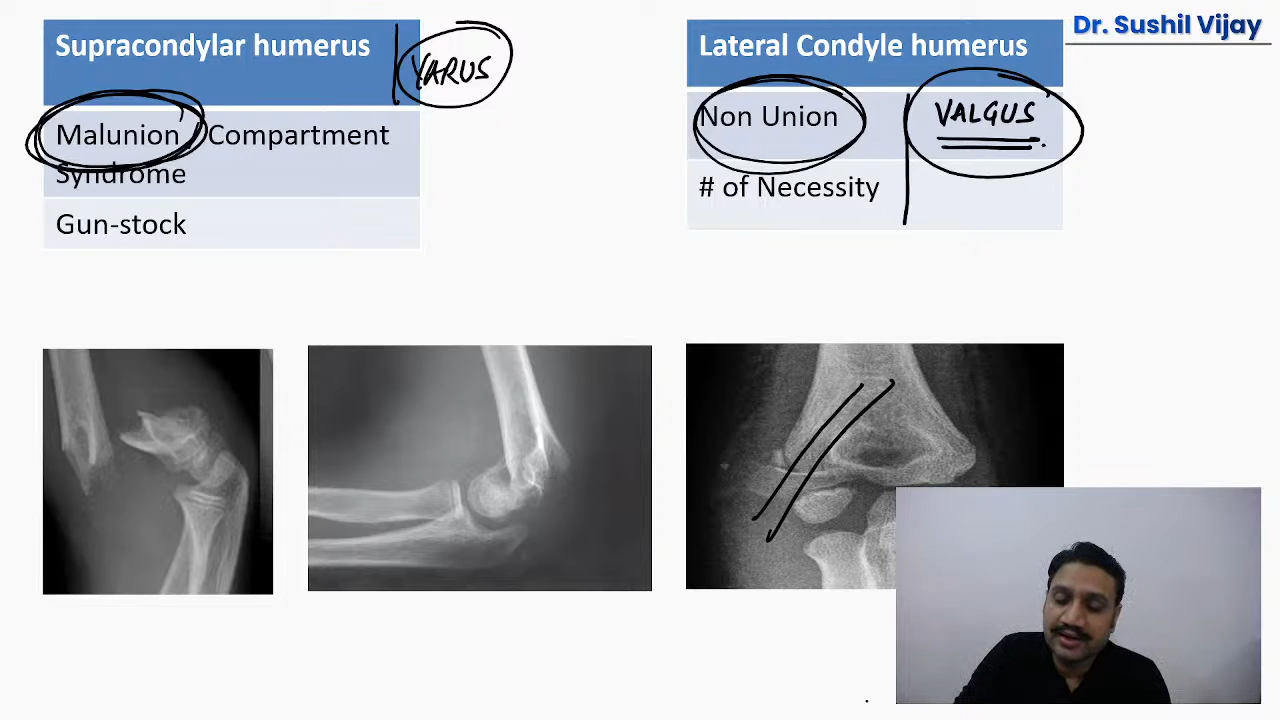 Dr. Sushil Vijay
Supracondylar humerus
VARUS
Malunion / Compartment
Syndrome
Gun-stock
Lateral Condyle humerus
Non Union
VALGUS
# of Necessity